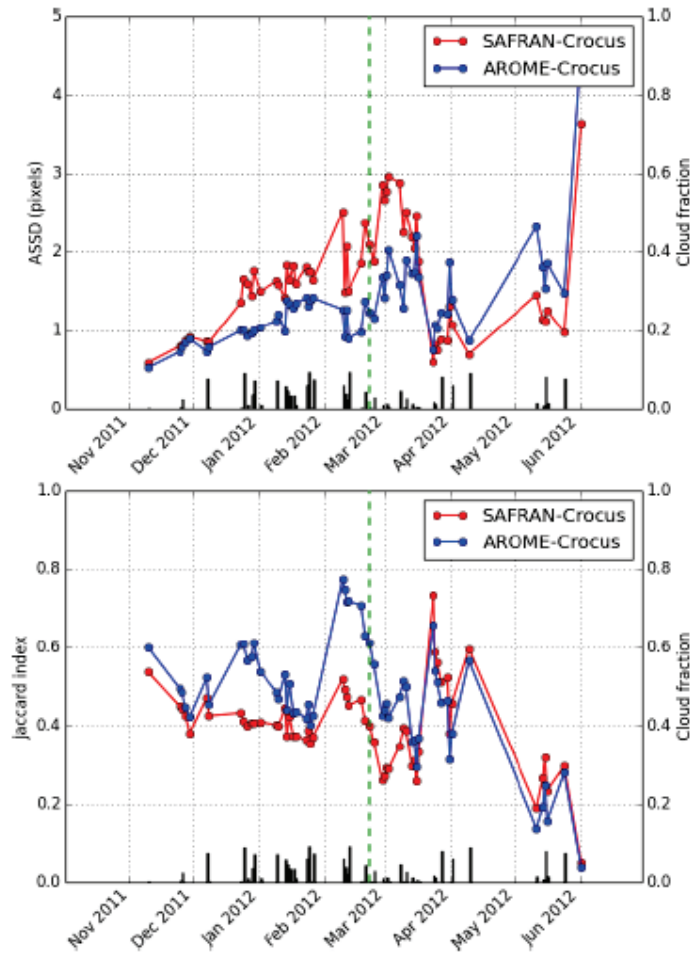 5
4
3
2
1
0
ASSD (pixels)
SAFRAN-Crocus
AROME-Crocus
1.0
0.8
0.6
0.4
0.2
0.0
Cloud fraction
Nov 2011
Dec 2011
Jan 2012
Feb 2012
Mar 2012
Apr 2012
May 2012
Jun 2012
1.0
0.8
0.6
0.4
0.2
0.0
Jaccard index
SAFRAN-Crocus
AROME-Crocus
1.0
0.8
0.6
0.4
0.2
0.0
Cloud fraction
Nov 2011
Dec 2011
Jan 2012
Feb 2012
Mar 2012
Apr 2012
May 2012
Jun 2012